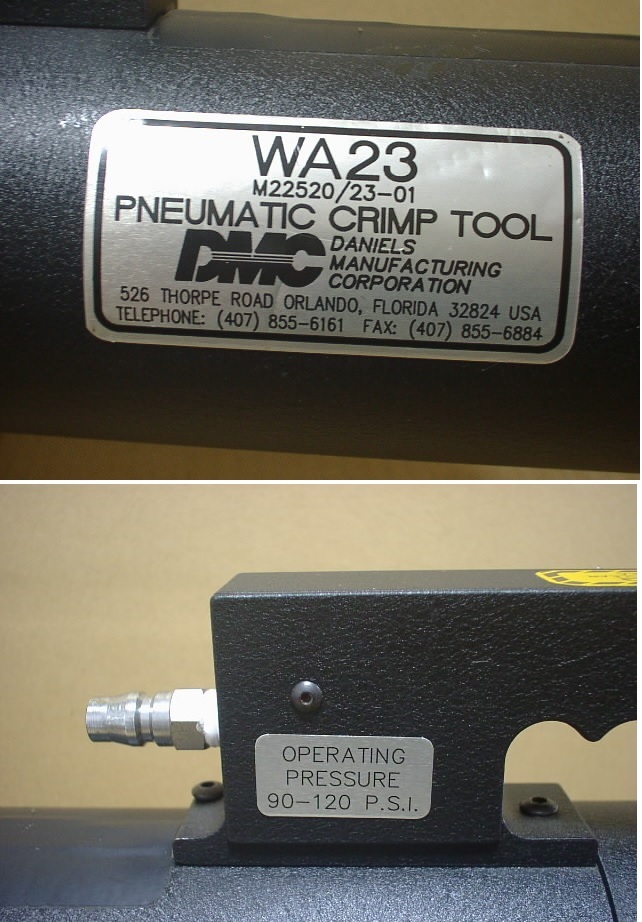 WA23
M22520/23-01
PNEUMATIC CRIMP TOOL
DMC DANIELS
MANUFACTURING
CORPORATION
526 THORPE ROAD ORLANDO, FLORIDA 32824 USA
TELEPHONE: (407) 855-6161 FAX: (407) 855-6884
OPERATING
PRESSURE
90-120 P.S.I.